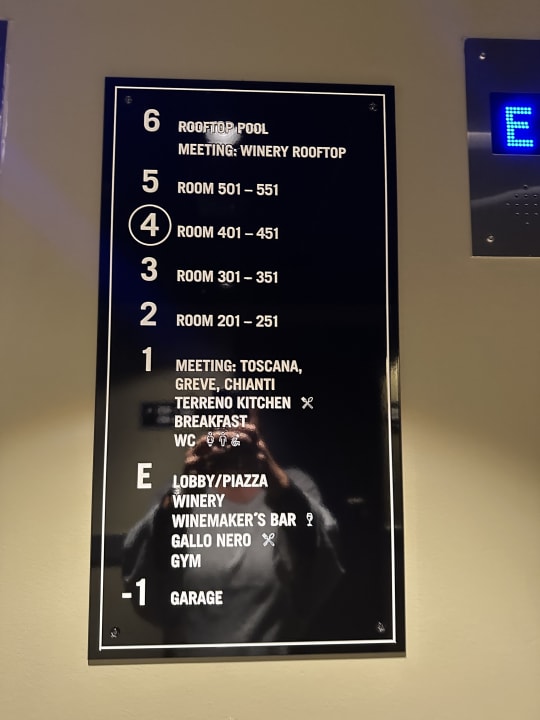 6 ROOFTOP POOL
MEETING: WINERY ROOFTOP
5 ROOM 501 – 551
4 ROOM 401 – 451
3 ROOM 301 – 351
2 ROOM 201 – 251
1 MEETING: TOSCANA,
GREVE, CHIANTI
TERRENO KITCHEN
BREAKFAST
WC
E LOBBY/PIAZZA
WINERY
WINEMAKER'S BAR
GALLO NERO
GYM
-1 GARAGE
E